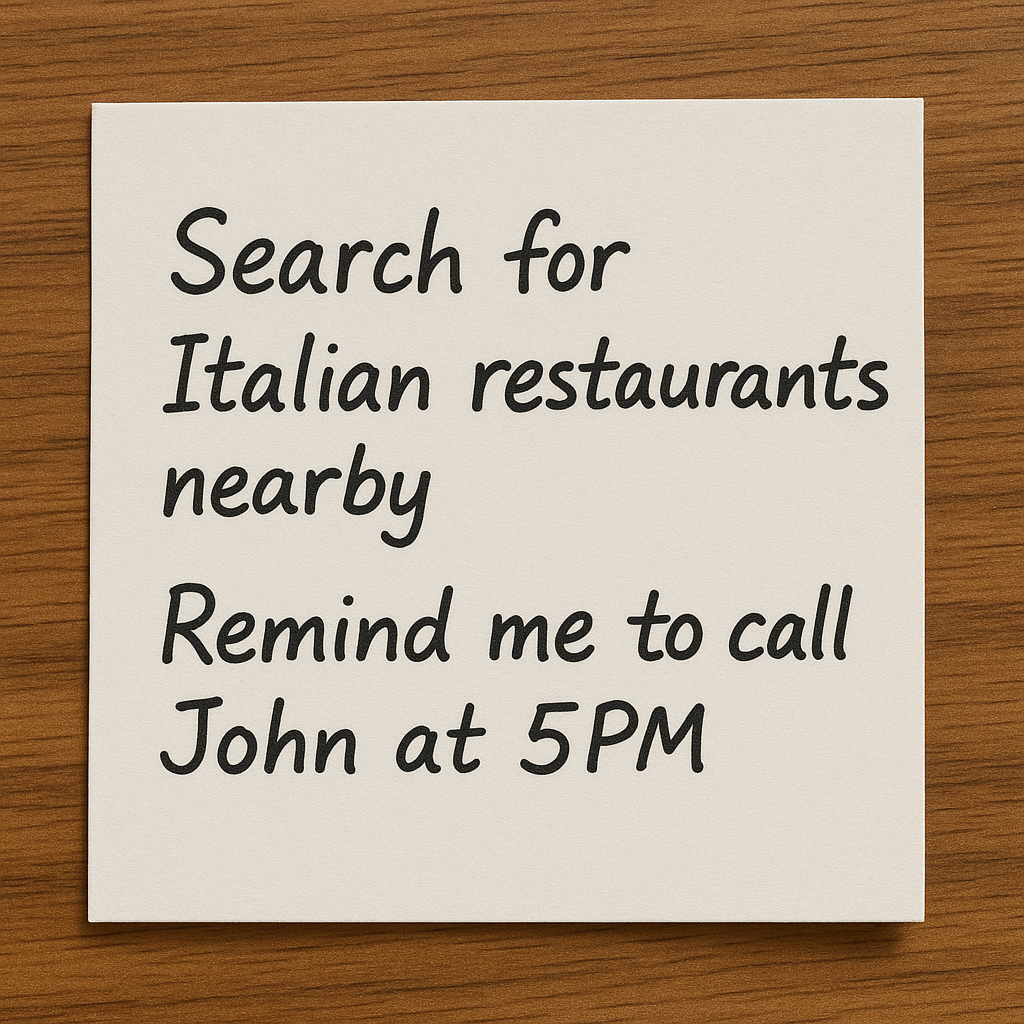 Search for
Italian restaurants
nearby
Remind me to call
John at 5PM